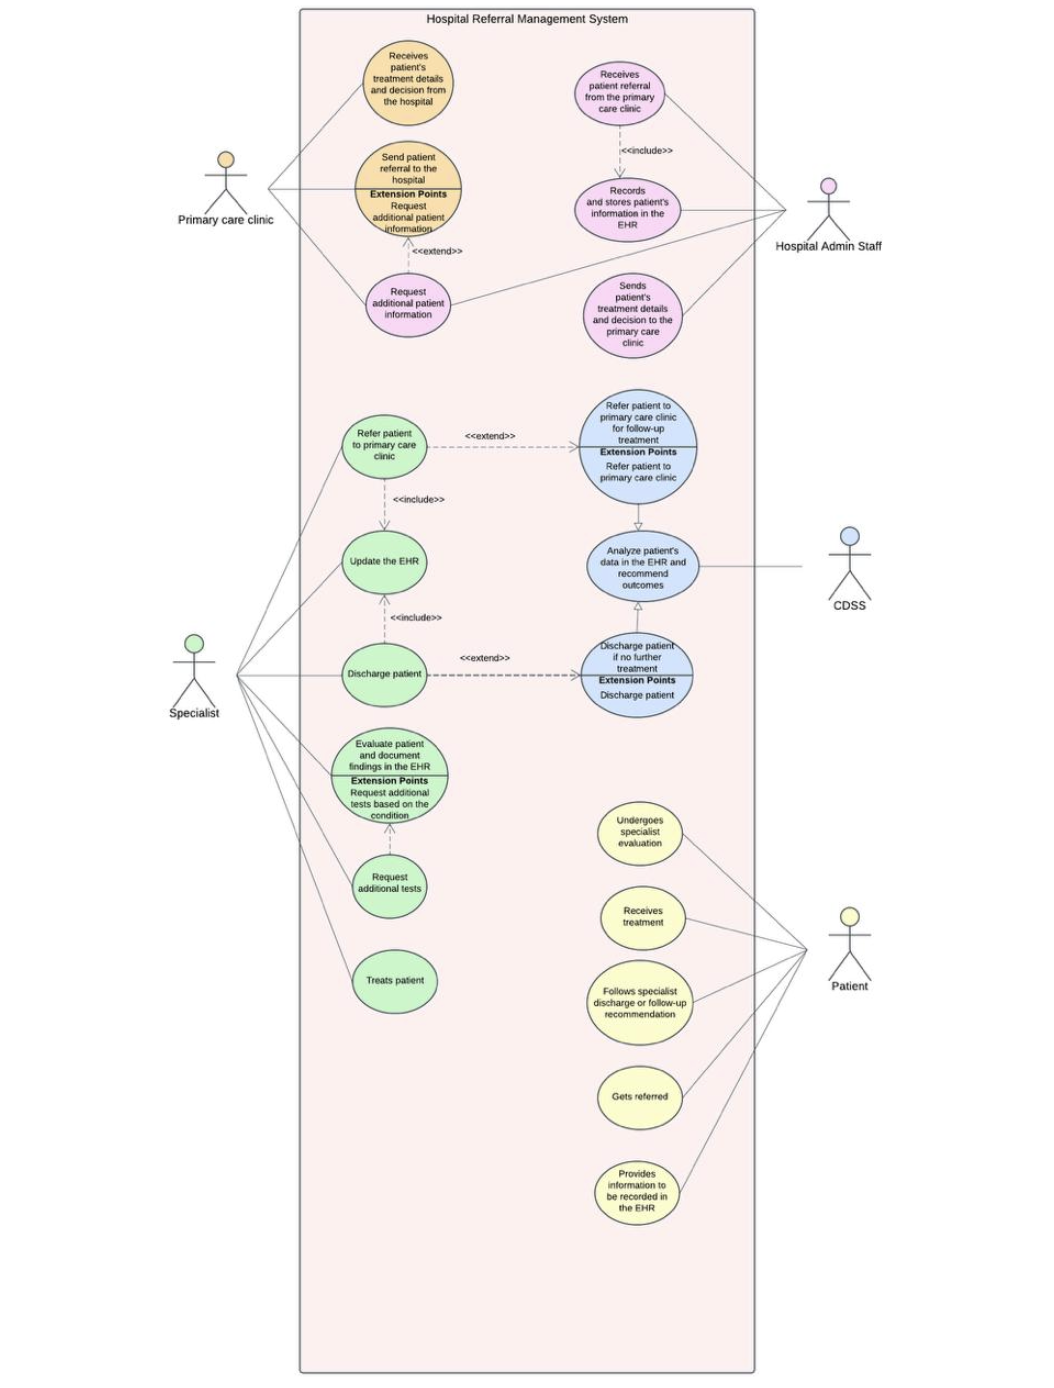 Hospital Referral Management System
Receives
patient's
treatment details
and decision from
the hospital
Receives
patient referral
from the primary
care clinic
<<include>>
Send patient
referral to the
hospital
Extension Points
Request
additional patient
information
Primary care clinic
Records
and stores patient's
information in the
EHR
Hospital Admin Staff
<<extend>>
Request
additional patient
information
Sends
patient's
treatment details
and decision to the
primary care
clinic
Refer patient
to primary care
clinic
<<extend>>
Refer patient to
primary care clinic
for follow-up
treatment
Extension Points
Refer patient to
primary care clinic
<<include>>
Update the EHR
Analyze patient's
data in the EHR and
recommend
outcomes
CDSS
<<include>>
Discharge patient
<<extend>>
Discharge patient
if no further
treatment
Extension Points
Discharge patient
Specialist
Evaluate patient
and document
findings in the EHR
Extension Points
Request additional
tests based on the
condition
Undergoes
specialist
evaluation
Request
additional tests
Receives
treatment
Treats patient
Follows specialist
discharge or follow-up
recommendation
Patient
Gets referred
Provides
information to
be recorded in
the EHR